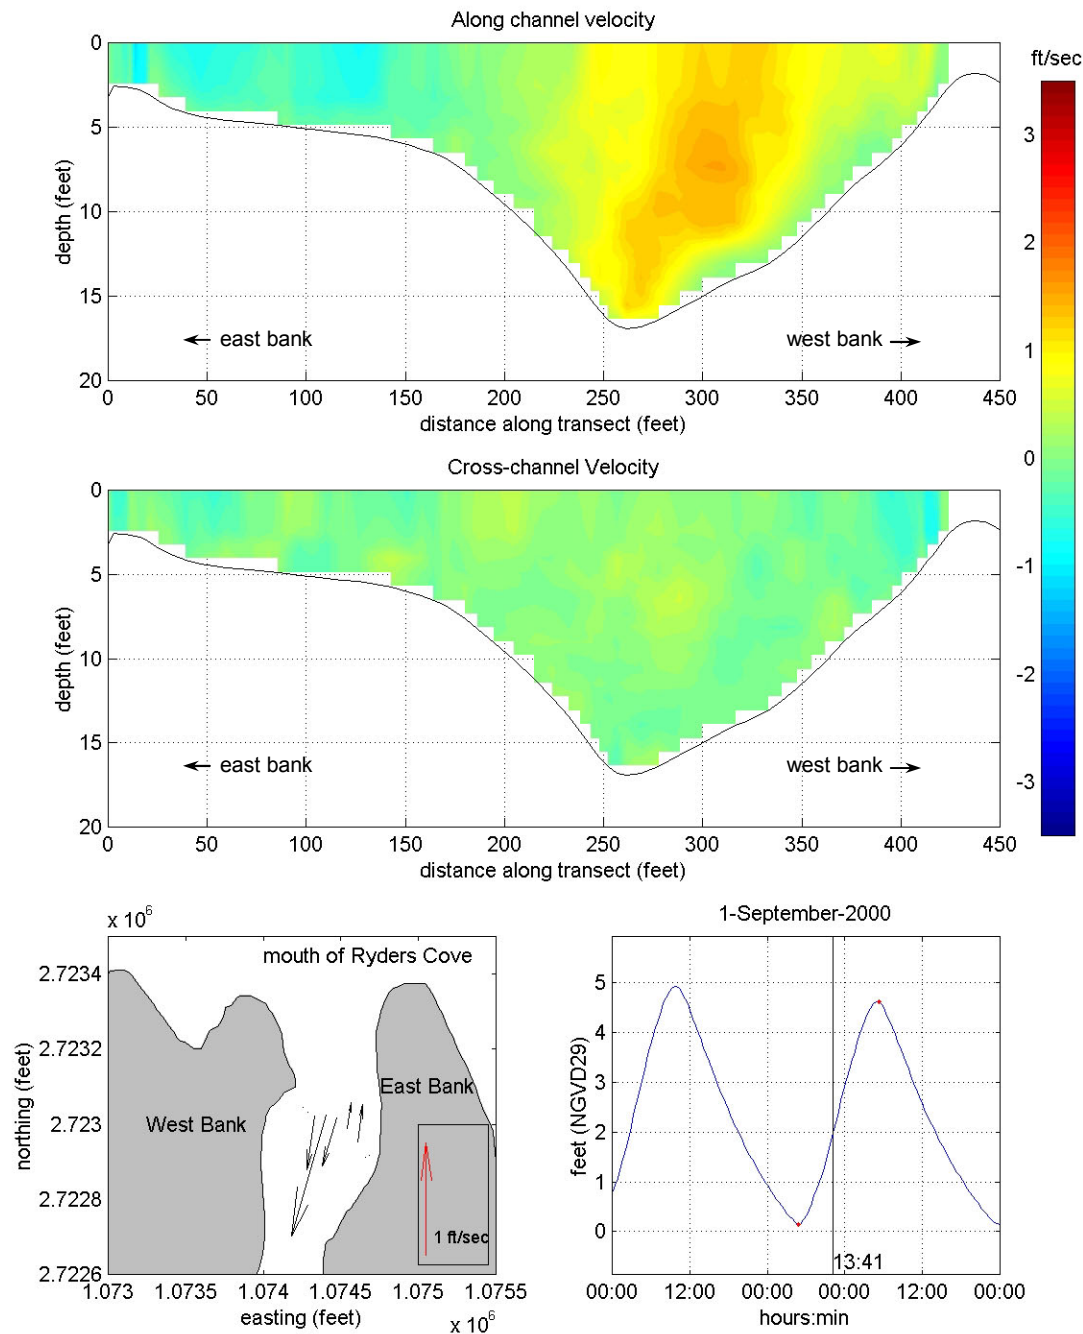 Along channel velocity
ft/sec
0
5
10
15
20
depth (feet)
east bank
west bank
0 50 100 150 200 250 300 350 400 450
distance along transect (feet)
3
2
1
0
-1
-2
-3
Cross-channel Velocity
0
5
10
15
20
depth (feet)
east bank
west bank
0 50 100 150 200 250 300 350 400 450
distance along transect (feet)
x 10^6
mouth of Ryders Cove
2.7234
2.7232
2.723
2.7228
2.7226
northing (feet)
West Bank
East Bank
1 ft/sec
1.073 1.0735 1.074 1.0745 1.075 1.0755
easting (feet)
x 10^6
1-September-2000
5
4
3
2
1
0
feet (NGVD29)
13:41
00:00 12:00 00:00 00:00 12:00 00:00
hours:min